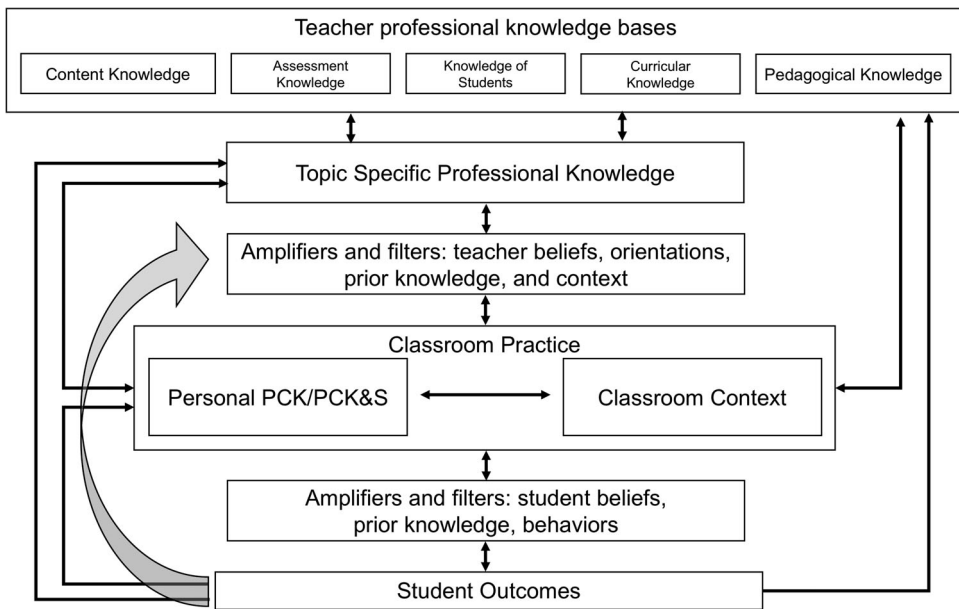 Teacher professional knowledge bases
Content Knowledge
Assessment
Knowledge
Knowledge of
Students
Curricular
Knowledge
Pedagogical Knowledge
Topic Specific Professional Knowledge
Amplifiers and filters: teacher beliefs, orientations,
prior knowledge, and context
Classroom Practice
Personal PCK/PCK&S
Classroom Context
Amplifiers and filters: student beliefs,
prior knowledge, behaviors
Student Outcomes